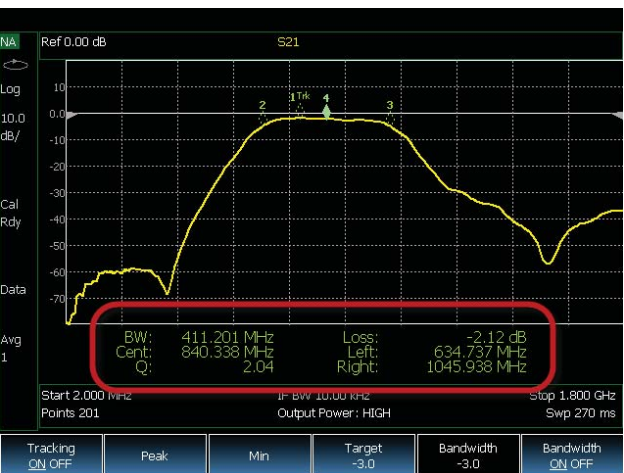 NA
Ref 0.00 dB
S21
Log
10.0
dB/
Cal
Rdy
Data
Avg
1
10
0.0
-10
-20
-30
-40
-50
-60
-70
2
1Trk
4
3
BW: 411.201 MHz Loss: -2.12 dB
Cent: 840.338 MHz Left: 634.737 MHz
Q: 2.04 Right: 1045.938 MHz
Start 2.000 MHz IF BW 10.00 kHz Stop 1.800 GHz
Points 201 Output Power: HIGH Swp 270 ms
Tracking
ON OFF
Peak
Min
Target
-3.0
Bandwidth
-3.0
Bandwidth
ON OFF